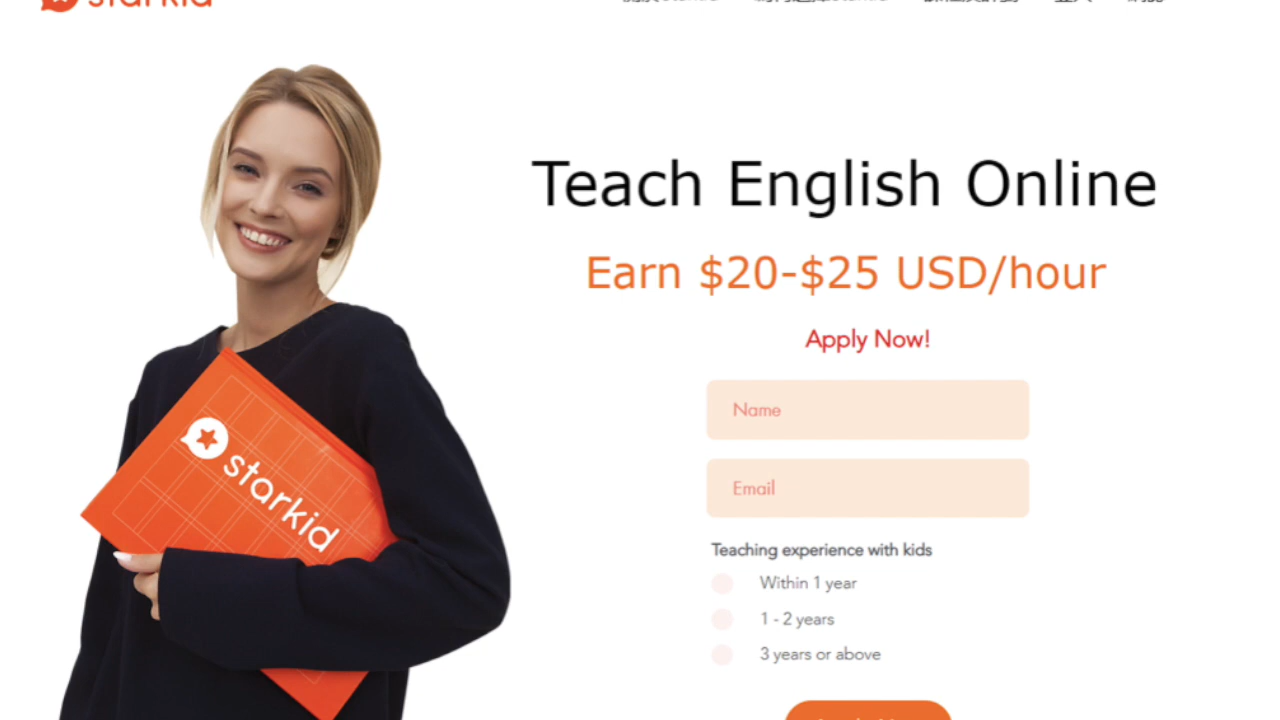 starkid
Teach English Online
Earn $20-$25 USD/hour
Apply Now!
Name
Email
Teaching experience with kids
Within 1 year
1 - 2 years
3 years or above
starkid